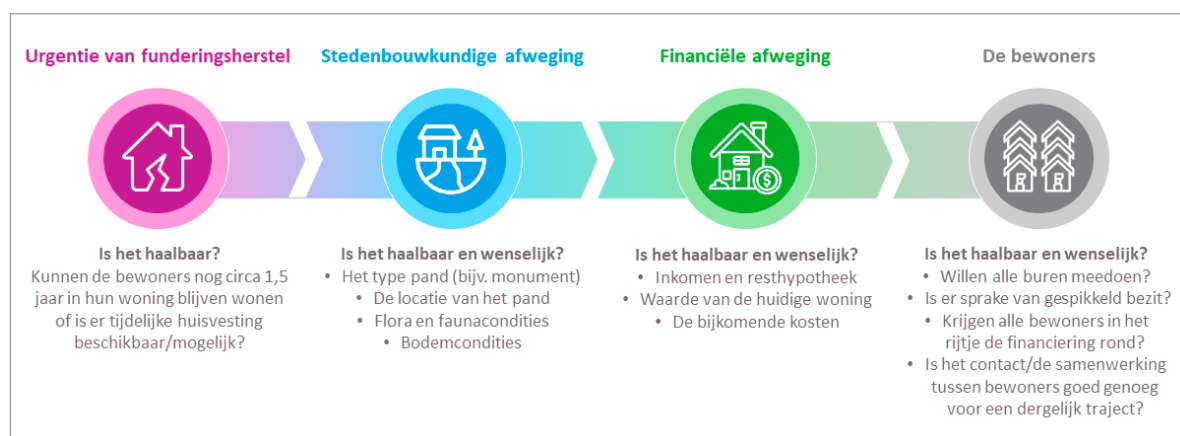 Urgentie van funderingsherstel
Is het haalbaar?
Kunnen de bewoners nog circa 1,5
jaar in hun woning blijven wonen
of is er tijdelijke huisvesting
beschikbaar/mogelijk?
Stedenbouwkundige afweging
Is het haalbaar en wenselijk?
• Het type pand (bijv. monument)
• De locatie van het pand
• Flora en faunacondities
• Bodemcondities
Financiële afweging
$
Is het haalbaar en wenselijk?
• Inkomen en resthypotheek
• Waarde van de huidige woning
• De bijkomende kosten
De bewoners
Is het haalbaar en wenselijk?
• Willen alle buren meedoen?
• Is er sprake van gespikkeld bezit?
• Krijgen alle bewoners in het
rijtje de financiering rond?
• Is het contact/de samenwerking
tussen bewoners goed genoeg
voor een dergelijk traject?